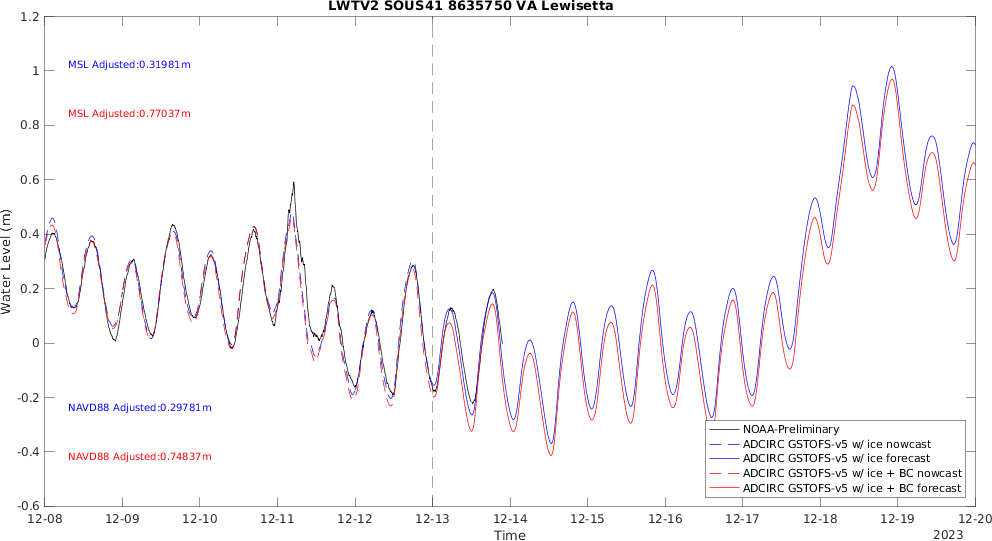 LWTV2 SOUS41 8635750 VA Lewisetta
1.2
1
0.8
0.6
0.4
0.2
0
-0.2
-0.4
-0.6
Water Level (m)
MSL Adjusted:0.31981m
MSL Adjusted:0.77037m
NAVD88 Adjusted:0.29781m
NAVD88 Adjusted:0.74837m
NOAA-Preliminary
ADCIRC GSTOFS-v5 w/ ice nowcast
ADCIRC GSTOFS-v5 w/ ice forecast
ADCIRC GSTOFS-v5 w/ ice + BC nowcast
ADCIRC GSTOFS-v5 w/ ice + BC forecast
12-08 12-09 12-10 12-11 12-12 12-13 12-14 12-15 12-16 12-17 12-18 12-19 12-20
Time
2023